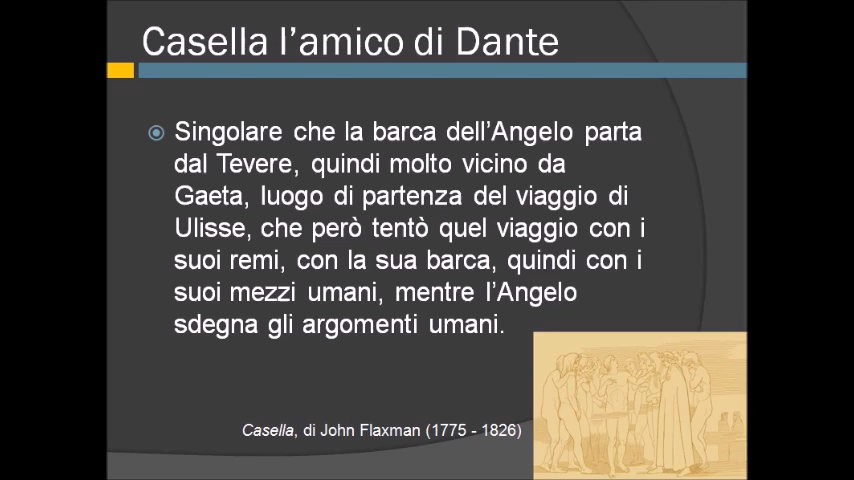 Casella l'amico di Dante
Singolare che la barca dell'Angelo parta
dal Tevere, quindi molto vicino da
Gaeta, luogo di partenza del viaggio di
Ulisse, che però tentò quel viaggio con i
suoi remi, con la sua barca, quindi con i
suoi mezzi umani, mentre l'Angelo
sdegna gli argomenti umani.
Casella, di John Flaxman (1775 - 1826)